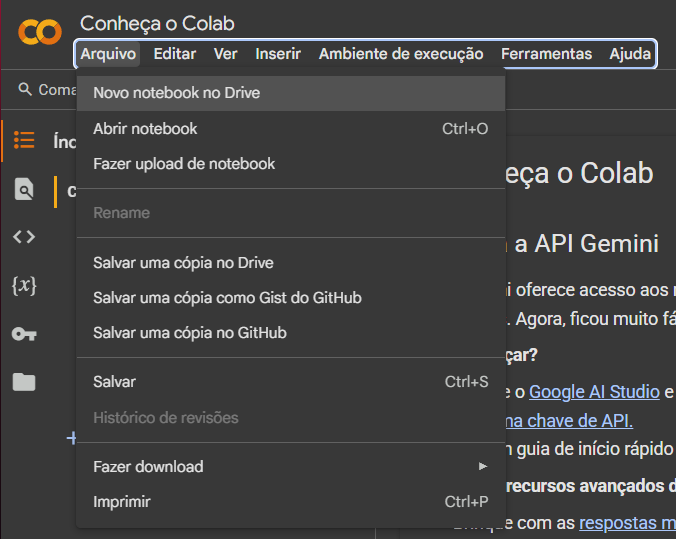 Conheça o Colab
Arquivo Editar Ver Inserir Ambiente de execução Ferramentas Ajuda
Novo notebook no Drive
Abrir notebook Ctrl+O
Fazer upload de notebook
Rename
Salvar uma cópia no Drive
Salvar uma cópia como Gist do GitHub
Salvar uma cópia no GitHub
Salvar Ctrl+S
Histórico de revisões
Fazer download
Imprimir Ctrl+P
Coma
Índ
{x}
eça o Colab
a API Gemini
i oferece acesso aos
. Agora, ficou muito fá
çar?
e o Google AI Studio e
ma chave de API.
guia de início rápido
recursos avançados d
com as respostas m